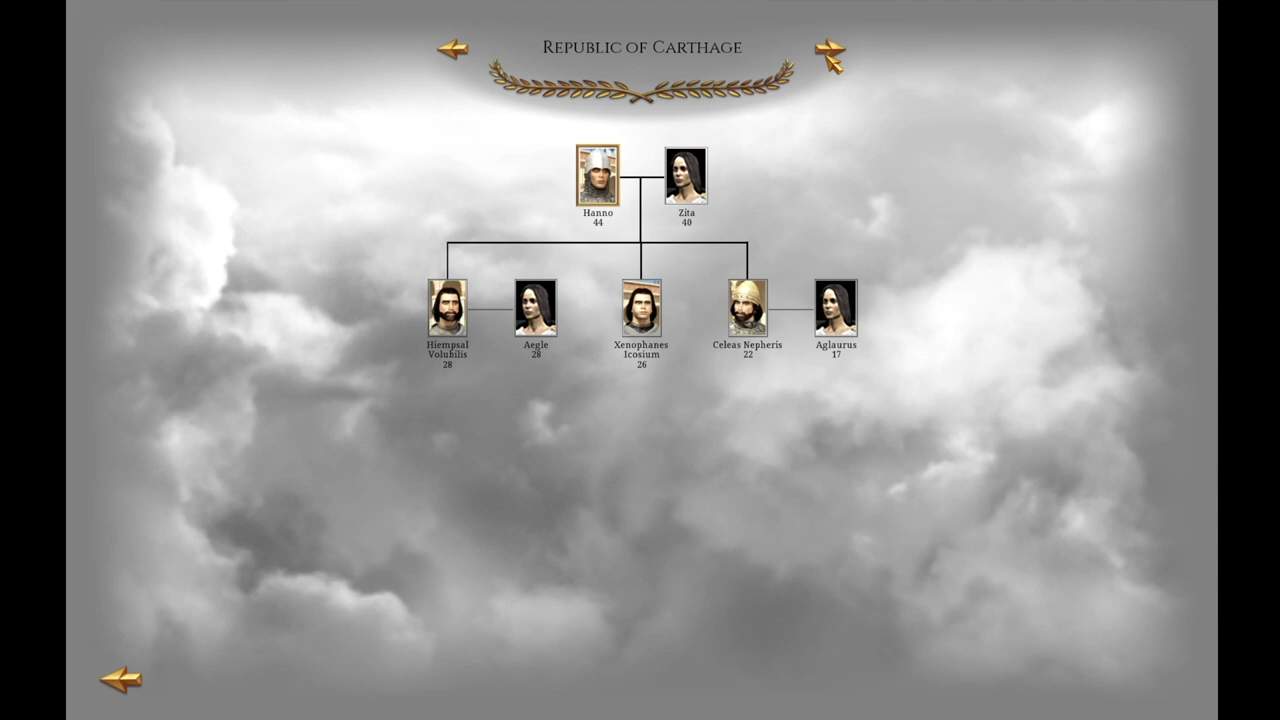 Republic of Carthage
Hanno
44
Zita
40
Hiempsal
Volubilis
28
Aegle
28
Xenophanes
Icosium
26
Celeas Nepheris
22
Aglaurus
17